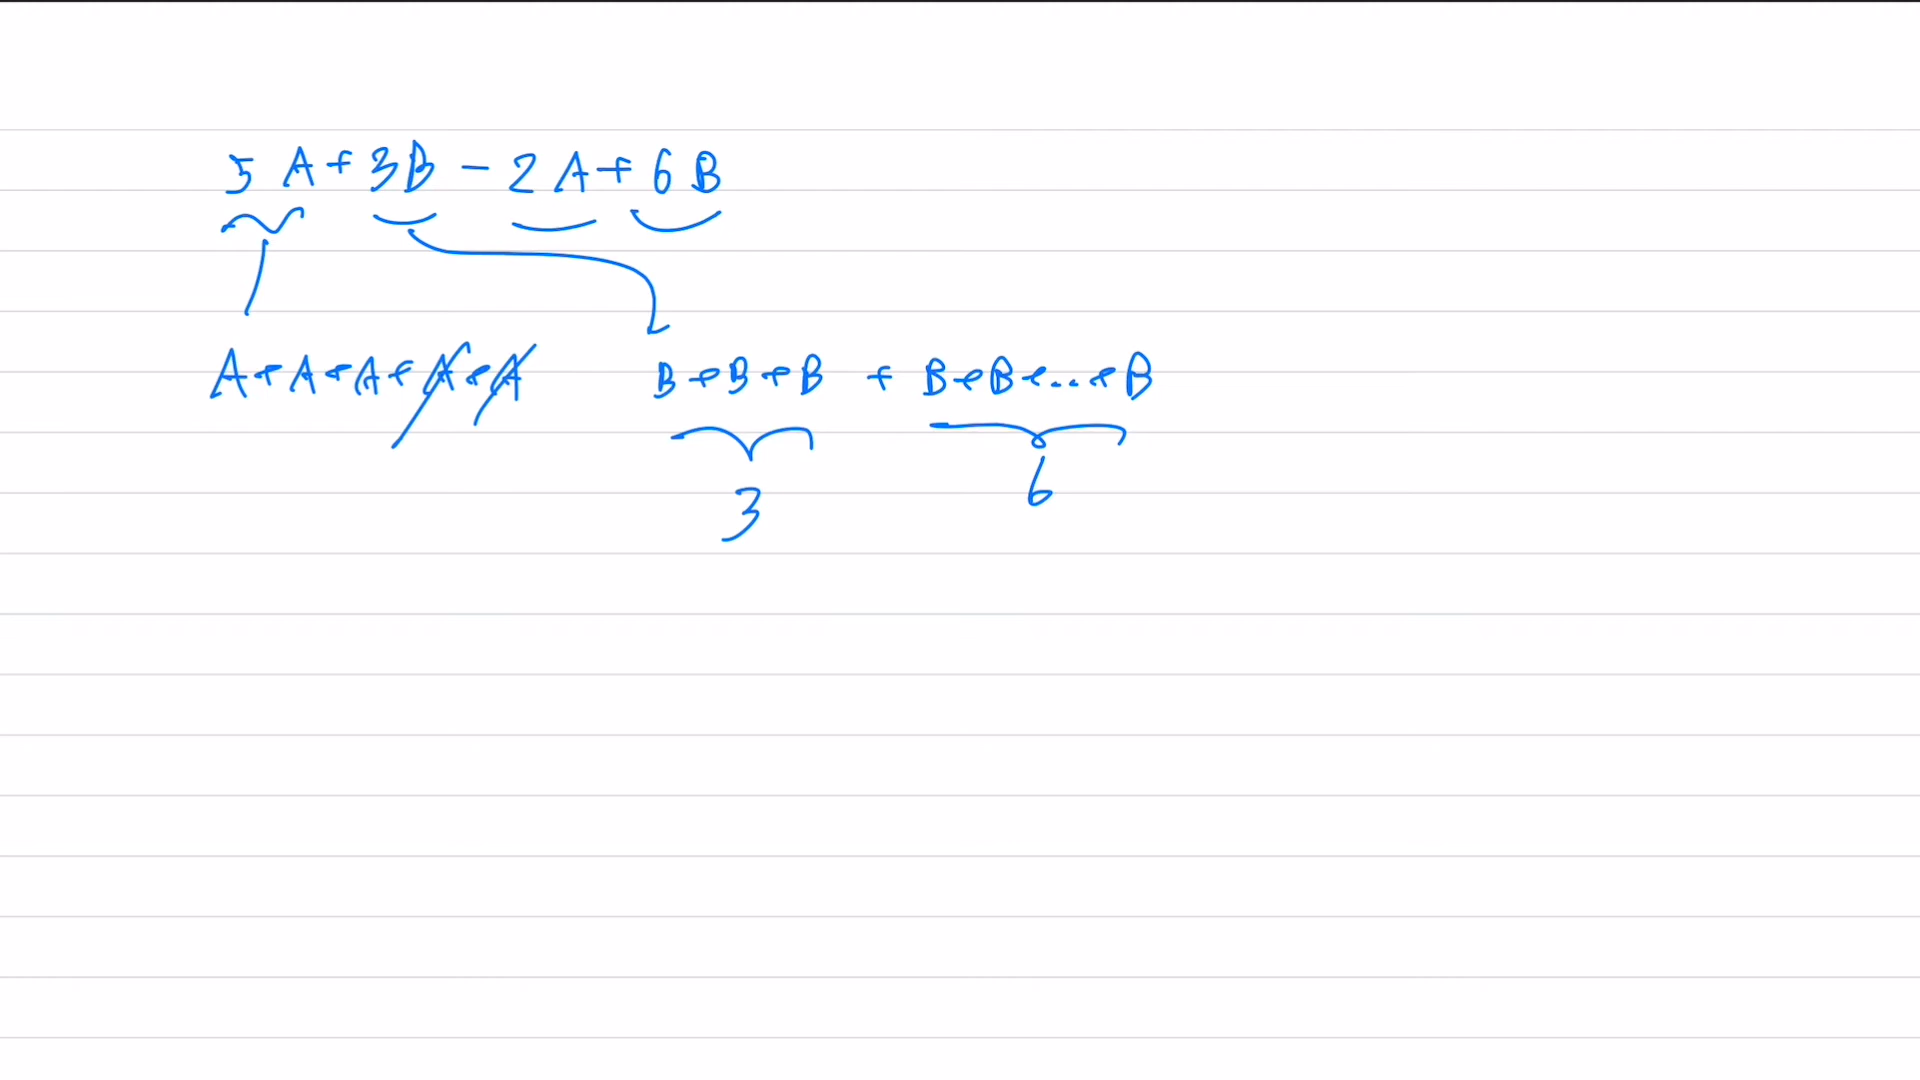 5A + 3B - 2A + 6B
A + A + A + A + A B + B + B + B + B + ... + B
3 6